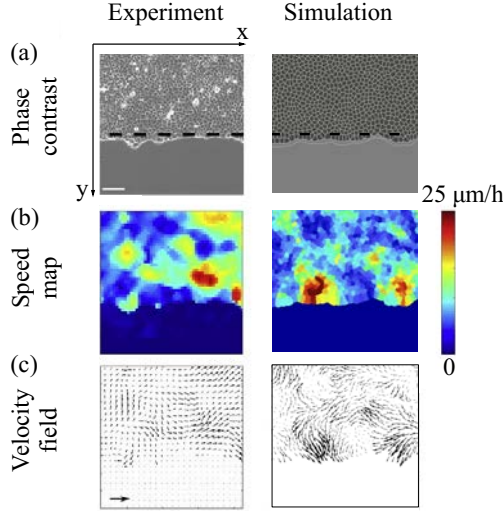 Experiment Simulation
x
(a)
Phase
contrast
y
25 μm/h
(b)
Speed
map
0
(c)
Velocity
field